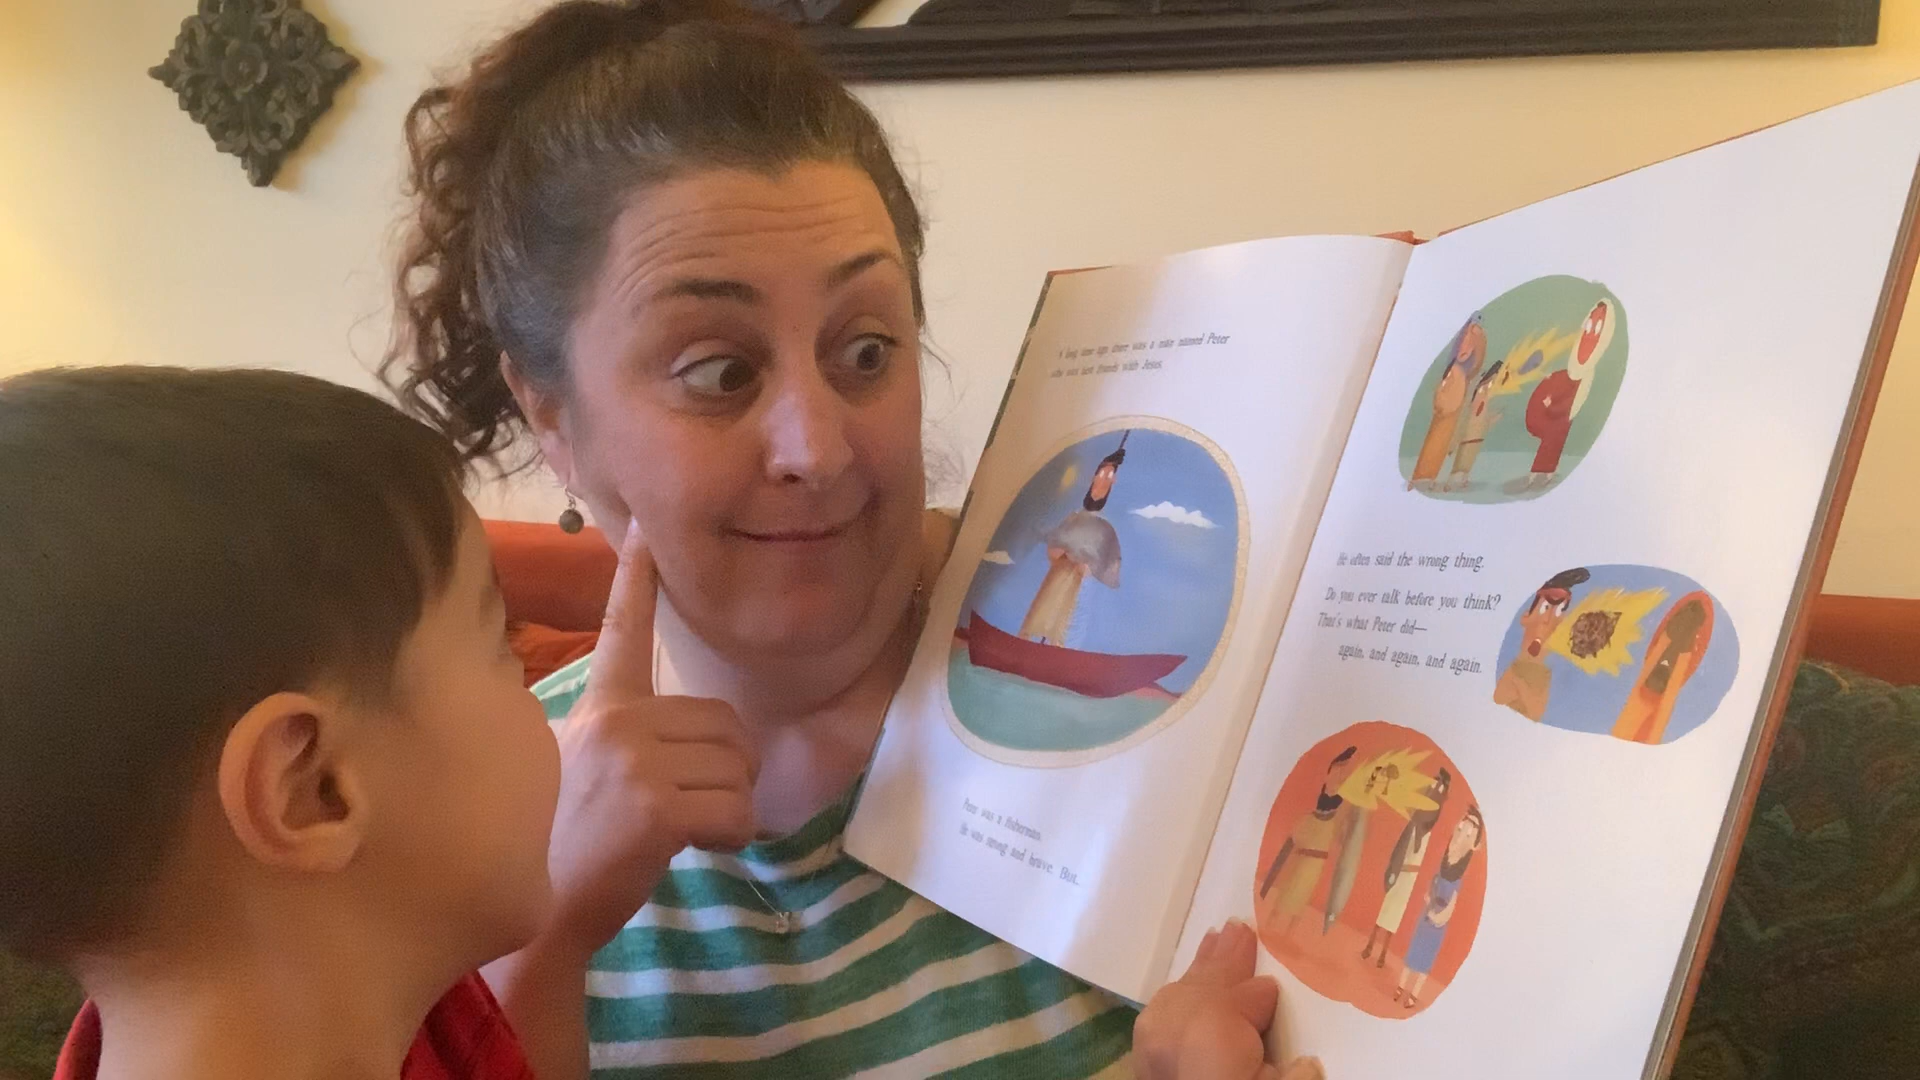 A long time ago there was a man named Peter
who was best friends with Jesus.
Peter was a fisherman.
He was strong and brave. But,
He often said the wrong thing.
Do you ever talk before you think?
That's what Peter did—
again, and again, and again.